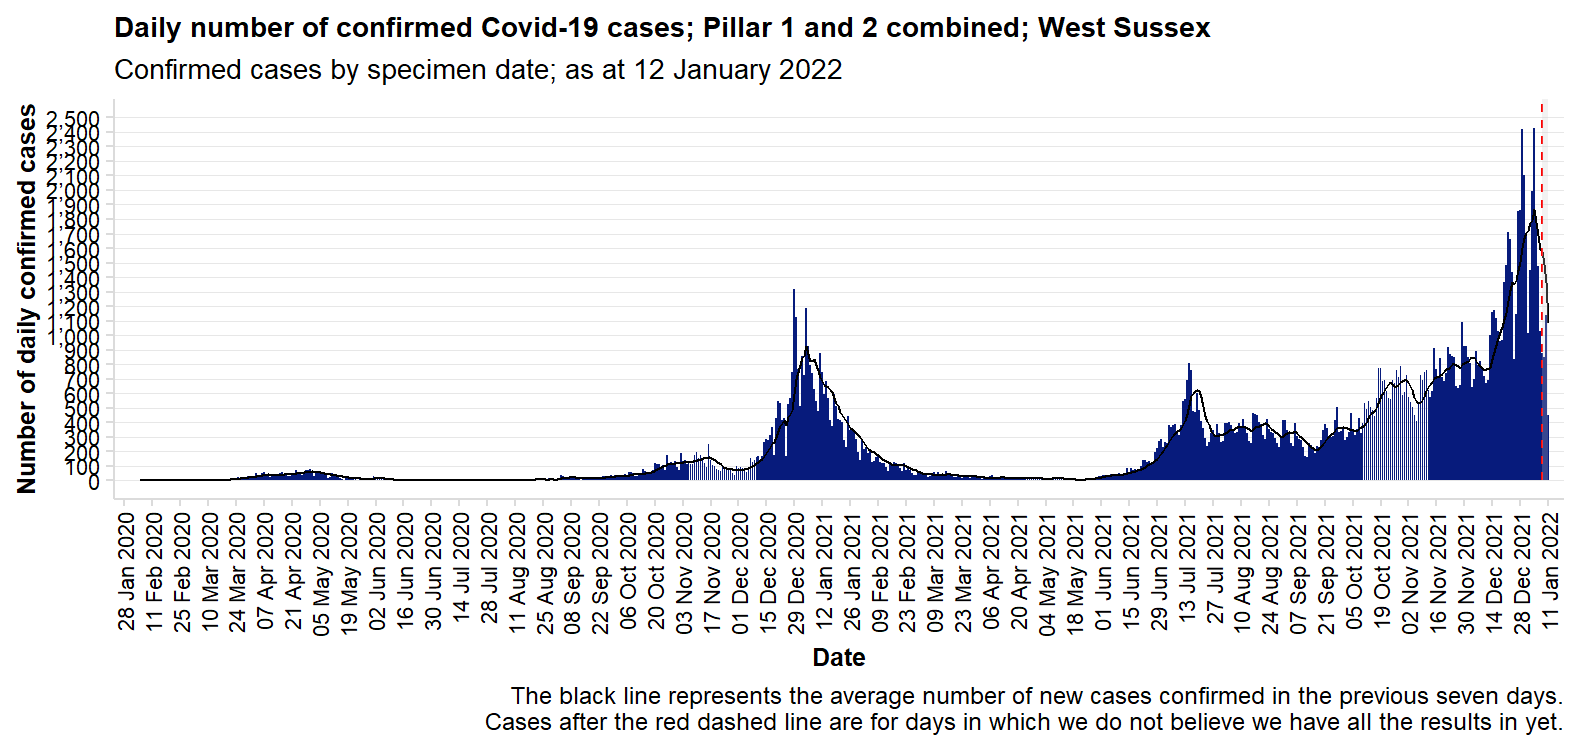 Daily number of confirmed Covid-19 cases; Pillar 1 and 2 combined; West Sussex
Confirmed cases by specimen date; as at 12 January 2022
Number of daily confirmed cases
2,500
2,400
2,300
2,200
2,100
2,000
1,900
1,800
1,700
1,600
1,500
1,400
1,300
1,200
1,100
1,000
900
800
700
600
500
400
300
200
100
0
28 Jan 2020
11 Feb 2020
25 Feb 2020
10 Mar 2020
24 Mar 2020
07 Apr 2020
21 Apr 2020
05 May 2020
19 May 2020
02 Jun 2020
16 Jun 2020
30 Jun 2020
14 Jul 2020
28 Jul 2020
11 Aug 2020
25 Aug 2020
08 Sep 2020
22 Sep 2020
06 Oct 2020
20 Oct 2020
03 Nov 2020
17 Nov 2020
01 Dec 2020
15 Dec 2020
29 Dec 2020
12 Jan 2021
26 Jan 2021
09 Feb 2021
23 Feb 2021
09 Mar 2021
23 Mar 2021
06 Apr 2021
20 Apr 2021
04 May 2021
18 May 2021
01 Jun 2021
15 Jun 2021
29 Jun 2021
13 Jul 2021
27 Jul 2021
10 Aug 2021
24 Aug 2021
07 Sep 2021
21 Sep 2021
05 Oct 2021
19 Oct 2021
02 Nov 2021
16 Nov 2021
30 Nov 2021
14 Dec 2021
28 Dec 2021
11 Jan 2022
Date
The black line represents the average number of new cases confirmed in the previous seven days.
Cases after the red dashed line are for days in which we do not believe we have all the results in yet.